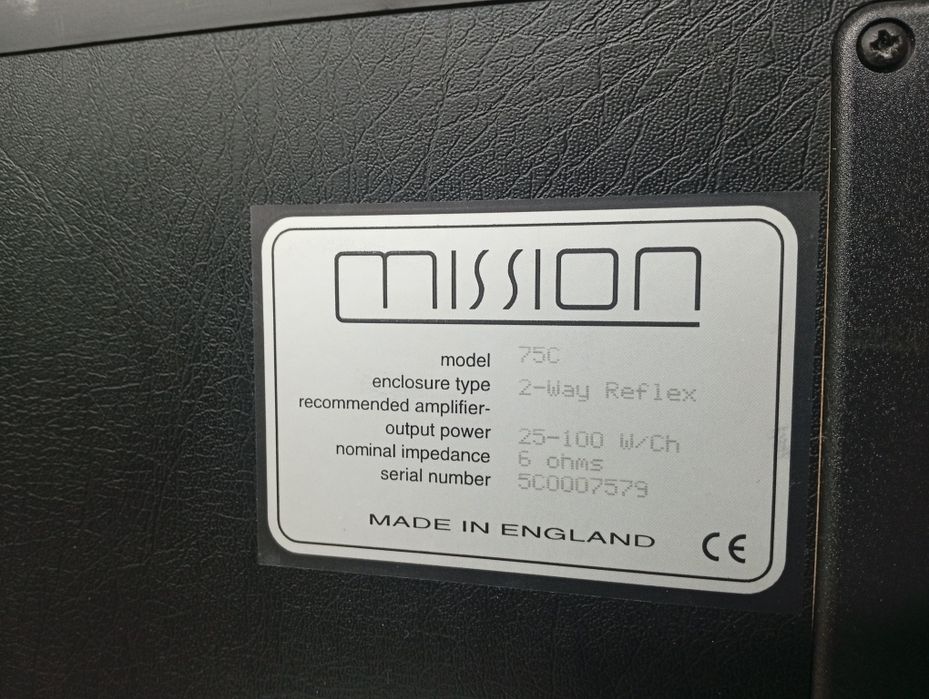 mission
model 75C
enclosure type 2-Way Reflex
recommended amplifier-
output power 25-100 W/Ch
nominal impedance 6 ohms
serial number 5C0007579
MADE IN ENGLAND CE